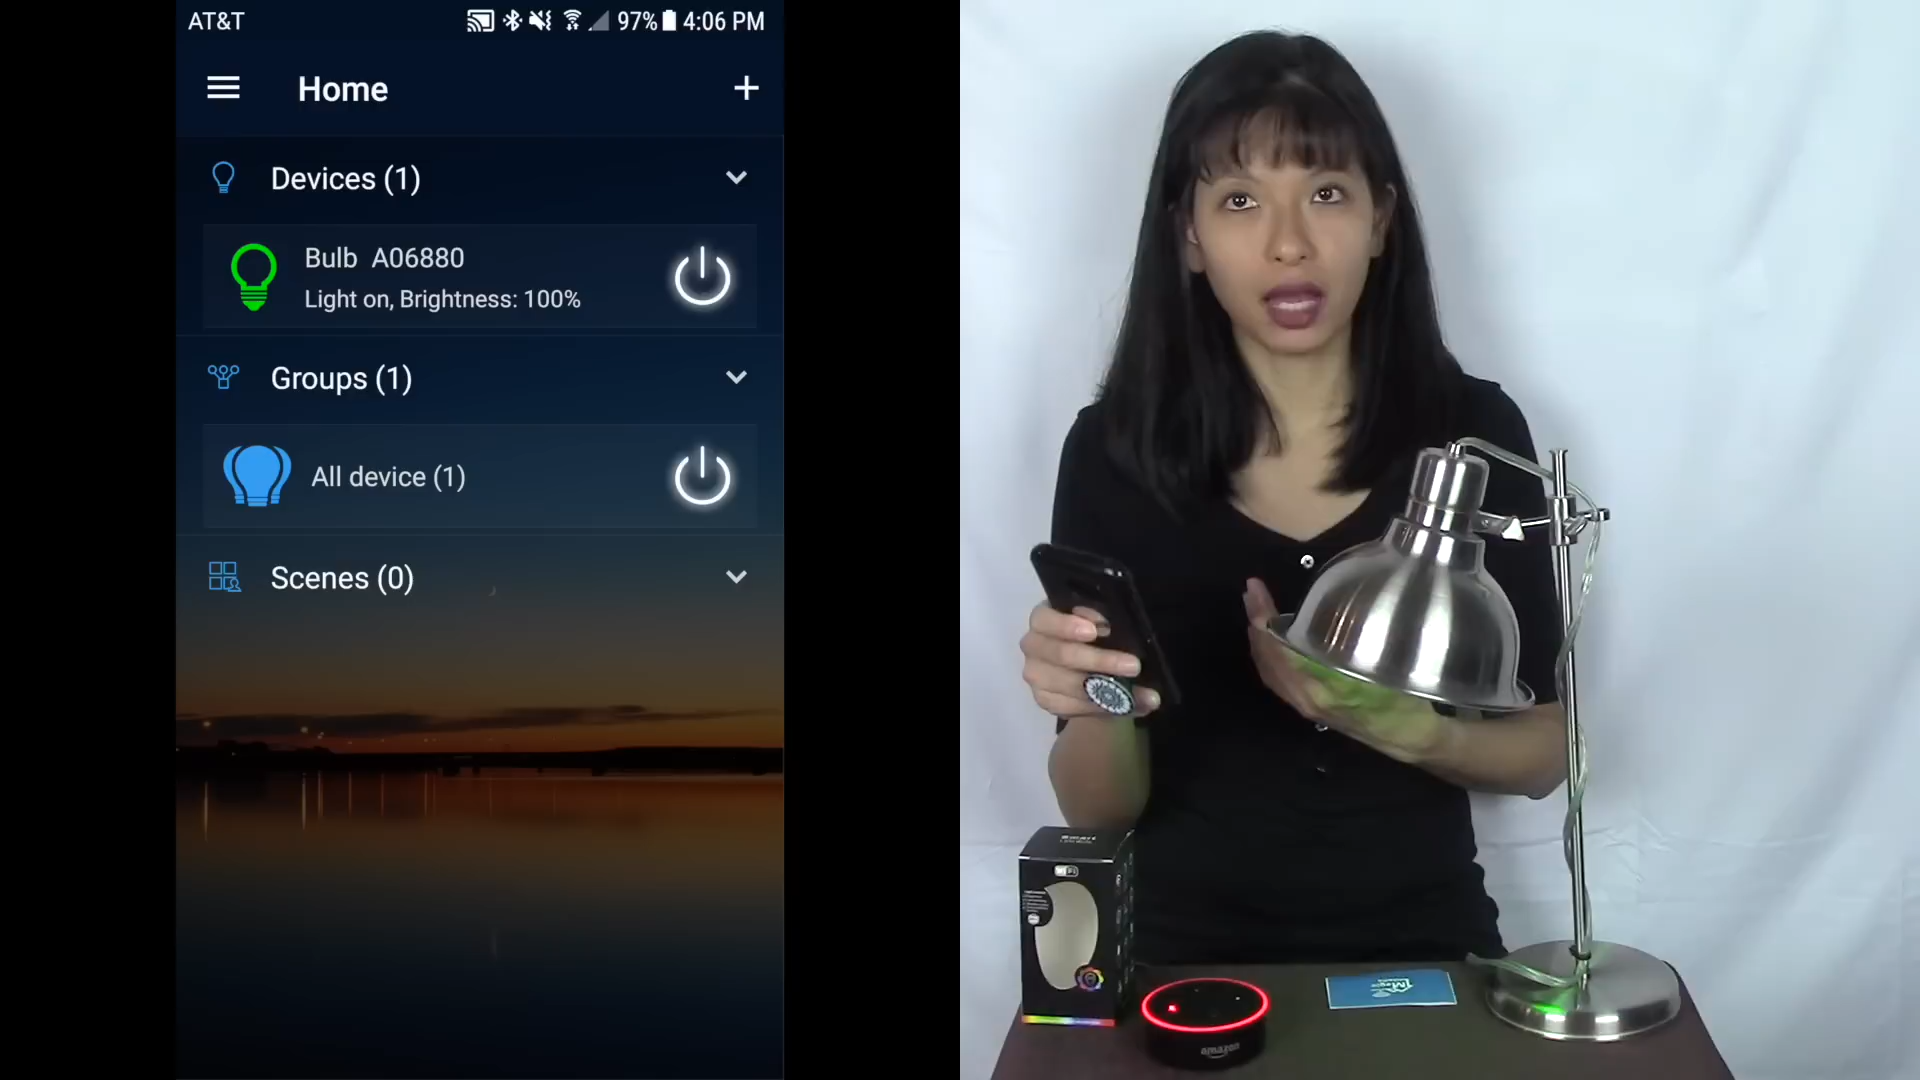 AT&T 97% 4:06 PM
Home
Devices (1)
Bulb A06880
Light on, Brightness: 100%
Groups (1)
All device (1)
Scenes (0)
WiFi
amazon